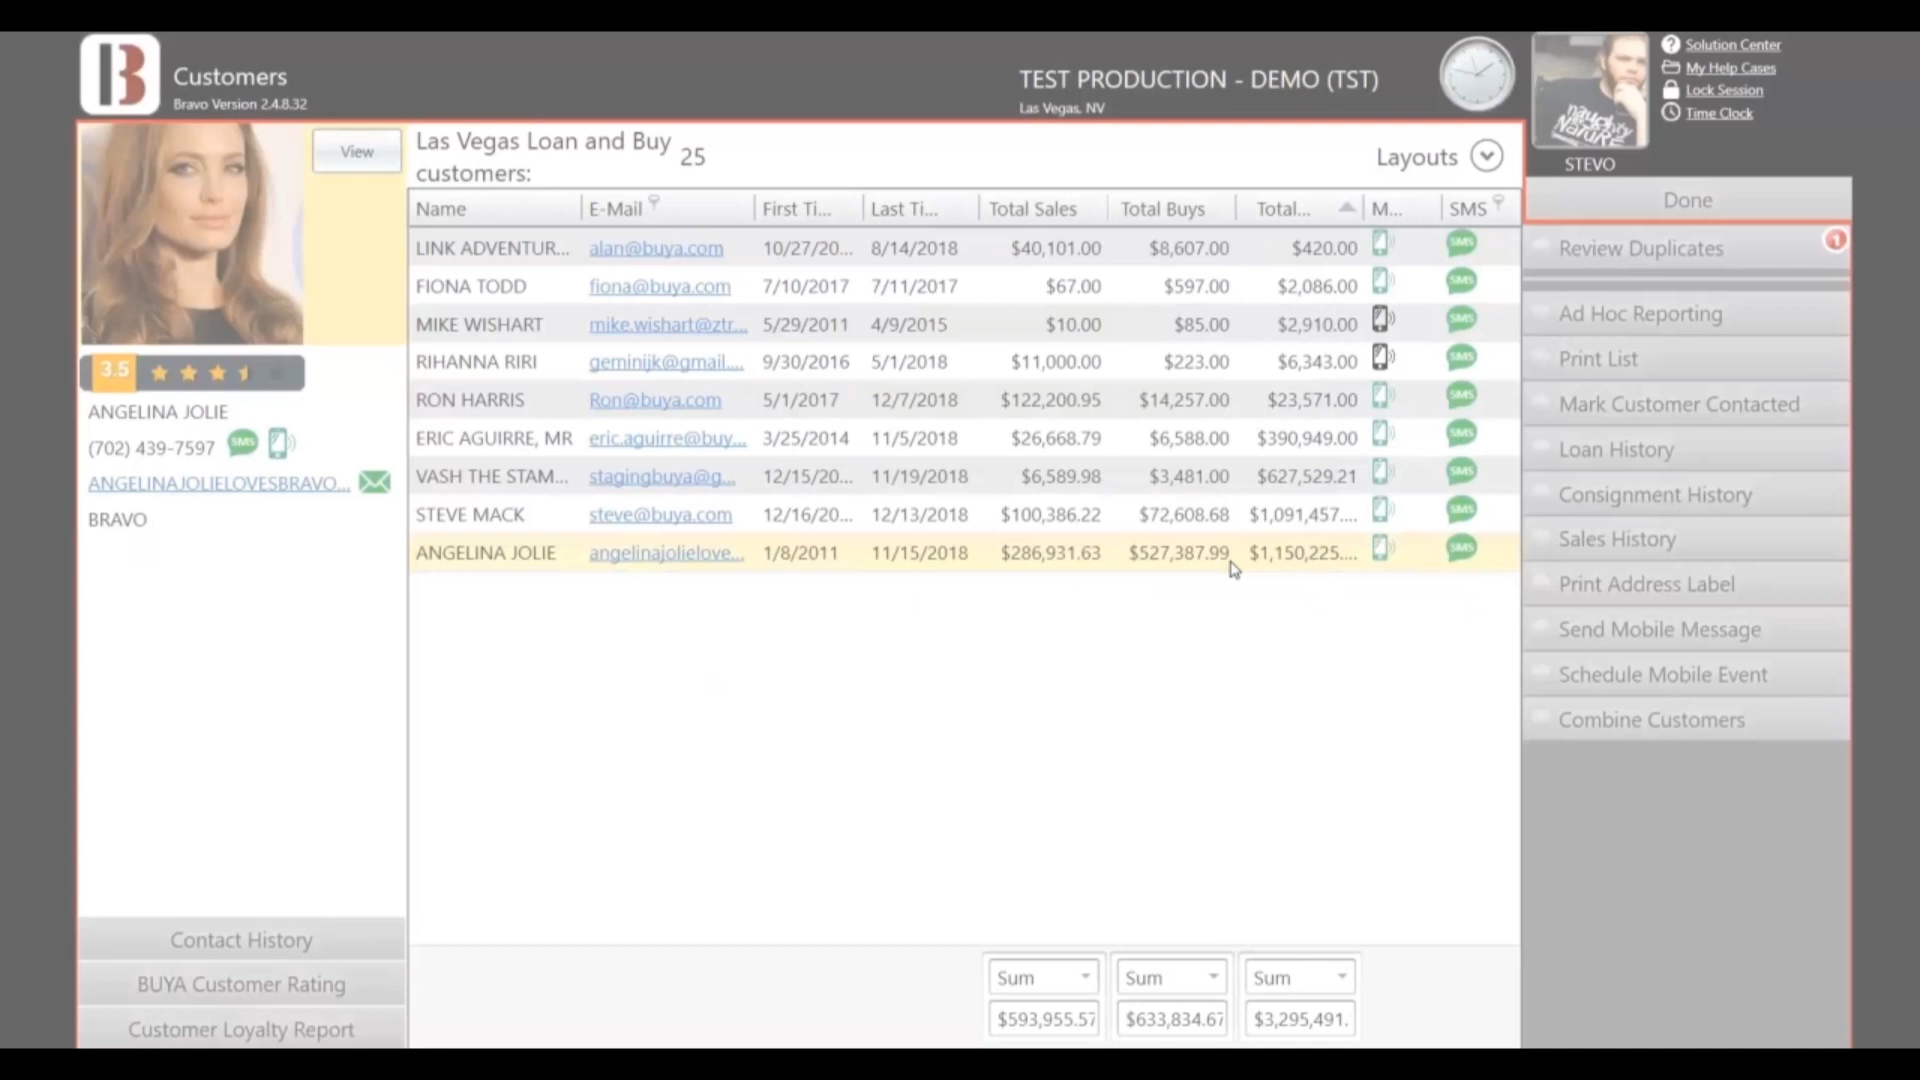 Customers
Bravo Version 2.4.8.32
TEST PRODUCTION - DEMO (TST)
Las Vegas, NV
Solution Center
My Help Cases
Lock Session
Time Clock
naughty
NATURE
STEVO
View
Las Vegas Loan and Buy
customers:
25
Layouts
Done
Name E-Mail First Ti... Last Ti... Total Sales Total Buys Total... M... SMS
LINK ADVENTUR... alan@buya.com 10/27/20... 8/14/2018 $40,101.00 $8,607.00 $420.00 SMS
FIONA TODD fiona@buya.com 7/10/2017 7/11/2017 $67.00 $597.00 $2,086.00 SMS
MIKE WISHART mike.wishart@ztr... 5/29/2011 4/9/2015 $10.00 $85.00 $2,910.00 SMS
RIHANNA RIRI geminijk@gmail.... 9/30/2016 5/1/2018 $11,000.00 $223.00 $6,343.00 SMS
RON HARRIS Ron@buya.com 5/1/2017 12/7/2018 $122,200.95 $14,257.00 $23,571.00 SMS
ERIC AGUIRRE, MR eric.aguirre@buy... 3/25/2014 11/5/2018 $26,668.79 $6,588.00 $390,949.00 SMS
VASH THE STAM... stagingbuya@g... 12/15/20... 11/19/2018 $6,589.98 $3,481.00 $627,529.21 SMS
STEVE MACK steve@buya.com 12/16/20... 12/13/2018 $100,386.22 $72,608.68 $1,091,457.... SMS
ANGELINA JOLIE angelinajolielove... 1/8/2011 11/15/2018 $286,931.63 $527,387.99 $1,150,225.... SMS
3.5
ANGELINA JOLIE
(702) 439-7597 SMS
ANGELINAJOLIELOVESBRAVO...
BRAVO
Review Duplicates 1
Ad Hoc Reporting
Print List
Mark Customer Contacted
Loan History
Consignment History
Sales History
Print Address Label
Send Mobile Message
Schedule Mobile Event
Combine Customers
Contact History
BUYA Customer Rating
Customer Loyalty Report
Sum Sum Sum
$593,955.57 $633,834.67 $3,295,491.